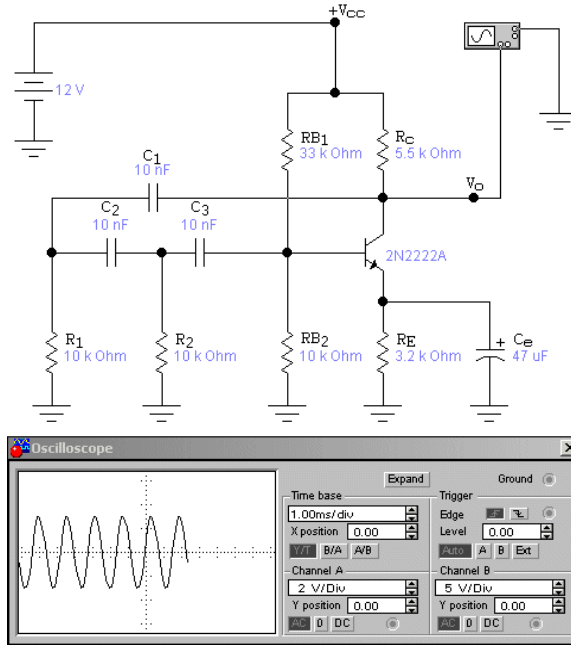 +VCC
12 V
RB1
33 k Ohm
RC
5.5 k Ohm
C1
10 nF
VO
C2
10 nF
C3
10 nF
2N2222A
R1
10 k Ohm
R2
10 k Ohm
RB2
10 k Ohm
RE
3.2 k Ohm
+
Ce
47 uF
Oscilloscope
Expand
Ground
Time base
1.00ms/div
X position 0.00
Y/T B/A A/B
Trigger
Edge
Level 0.00
Auto A B Ext
Channel A
2 V/Div
Y position 0.00
AC 0 DC
Channel B
5 V/Div
Y position 0.00
AC 0 DC